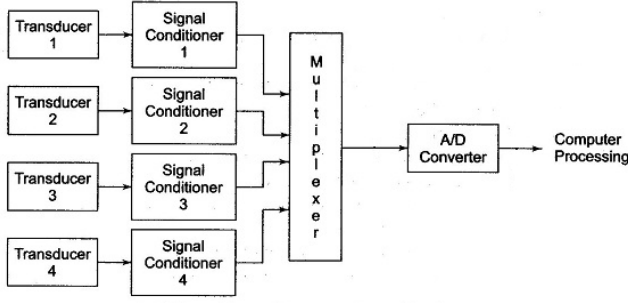 Transducer
1
Signal
Conditioner
1
Transducer
2
Signal
Conditioner
2
Transducer
3
Signal
Conditioner
3
Transducer
4
Signal
Conditioner
4
Multiplexer
A/D
Converter
Computer
Processing